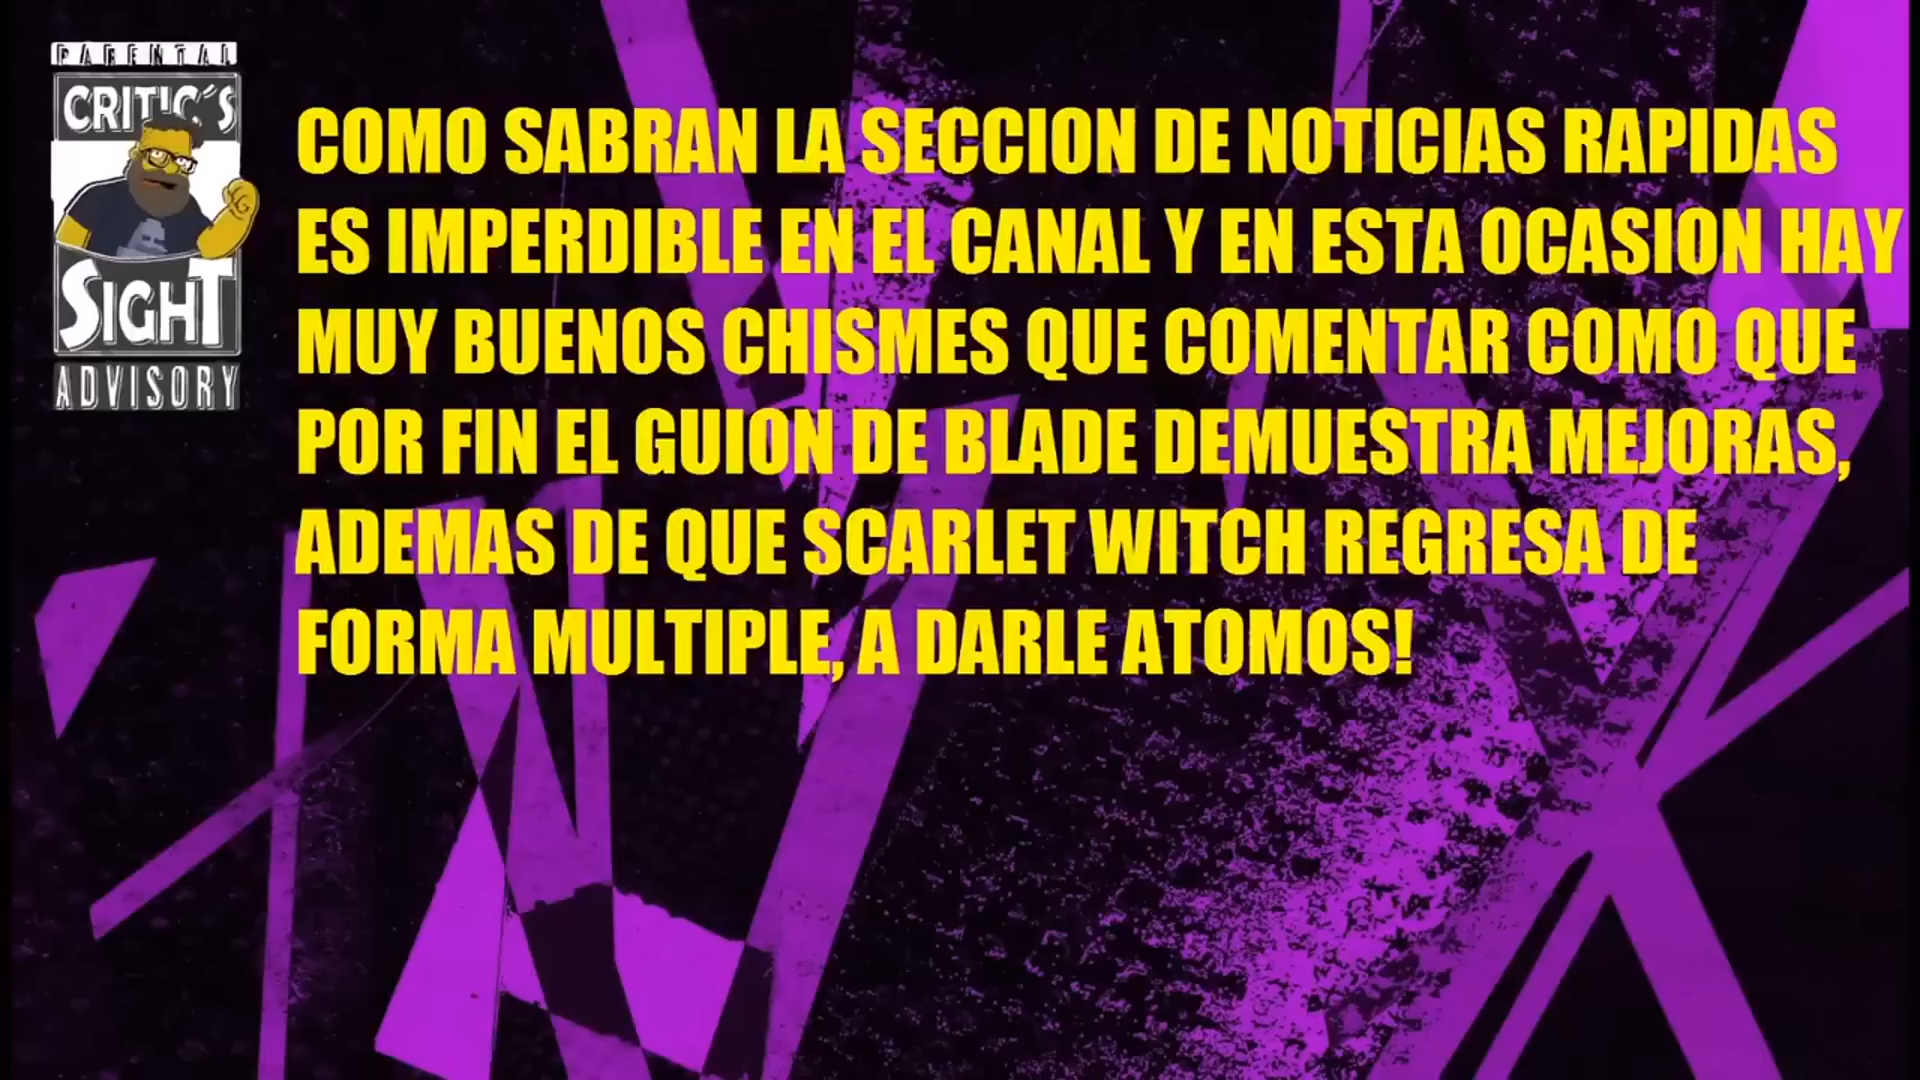 PARENTAL
CRITIC´S
SIGHT
ADVISORY
COMO SABRAN LA SECCION DE NOTICIAS RAPIDAS
ES IMPERDIBLE EN EL CANAL Y EN ESTA OCASION HAY
MUY BUENOS CHISMES QUE COMENTAR COMO QUE
POR FIN EL GUION DE BLADE DEMUESTRA MEJORAS,
ADEMAS DE QUE SCARLET WITCH REGRESA DE
FORMA MULTIPLE, A DARLE ATOMOS!